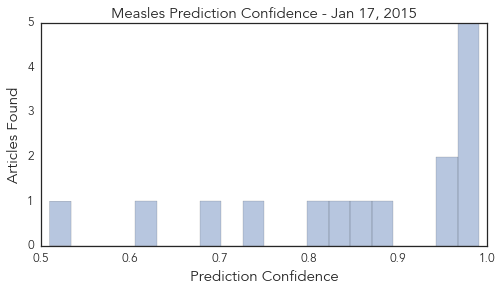 Measles Prediction Confidence - Jan 17, 2015
5
4
3
2
1
0
Articles Found
0.5 0.6 0.7 0.8 0.9 1.0
Prediction Confidence